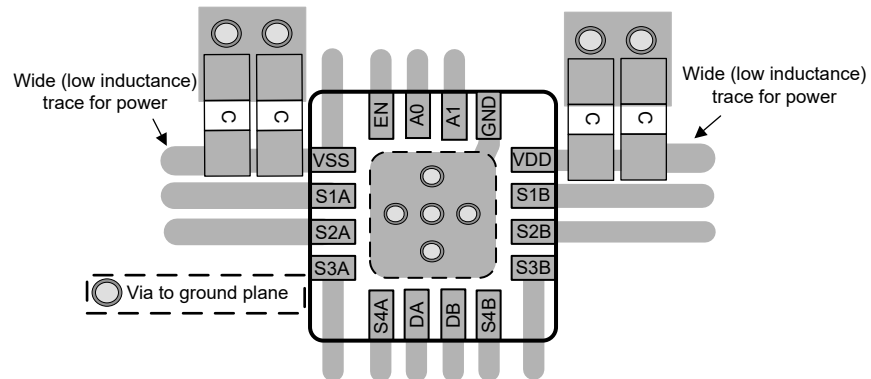 Wide (low inductance)
trace for power
Wide (low inductance)
trace for power
C
C
C
C
EN
A0
A1
GND
VSS
VDD
S1A
S1B
S2A
S2B
S3A
S3B
Via to ground plane
S4A
DA
DB
S4B